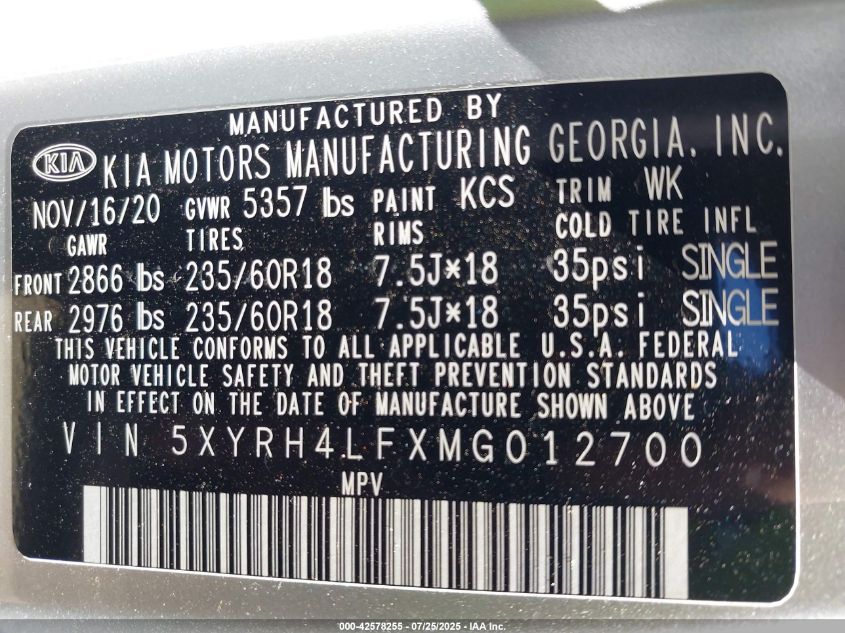 MANUFACTURED BY
KIA KIA MOTORS MANUFACTURING GEORGIA, INC.
NOV/16/20 GVWR 5357 lbs PAINT KCS TRIM WK
GAWR TIRES RIMS COLD TIRE INFL
FRONT 2866 lbs 235/60R18 7.5J*18 35psi SINGLE
REAR 2976 lbs 235/60R18 7.5J*18 35psi SINGLE
THIS VEHICLE CONFORMS TO ALL APPLICABLE U.S.A. FEDERAL
MOTOR VEHICLE SAFETY AND THEFT PREVENTION STANDARDS
IN EFFECT ON THE DATE OF MANUFACTURE SHOWN ABOVE
VIN 5XYRH4LFXMG012700
MPV
000-42578255 - 07/25/2025 - IAA Inc.